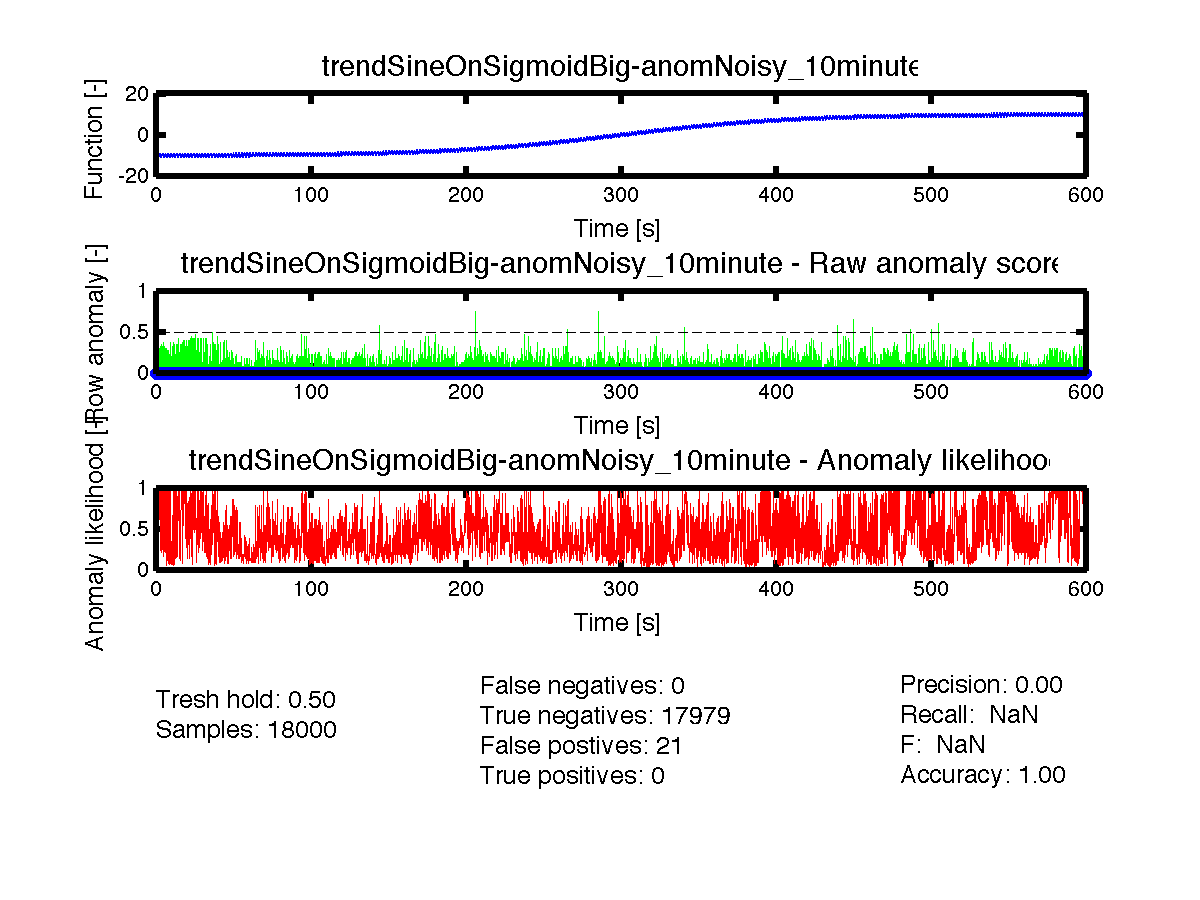 trendSineOnSigmoidBig-anomNoisy_10minute
Function [-]
20
0
-20
0 100 200 300 400 500 600
Time [s]
trendSineOnSigmoidBig-anomNoisy_10minute - Raw anomaly score
Row anomaly [-]
1
0.5
0
0 100 200 300 400 500 600
Time [s]
trendSineOnSigmoidBig-anomNoisy_10minute - Anomaly likelihoo
Anomaly likelihood [-]
1
0.5
0
0 100 200 300 400 500 600
Time [s]
Tresh hold: 0.50
Samples: 18000
False negatives: 0
True negatives: 17979
False postives: 21
True positives: 0
Precision: 0.00
Recall: NaN
F: NaN
Accuracy: 1.00